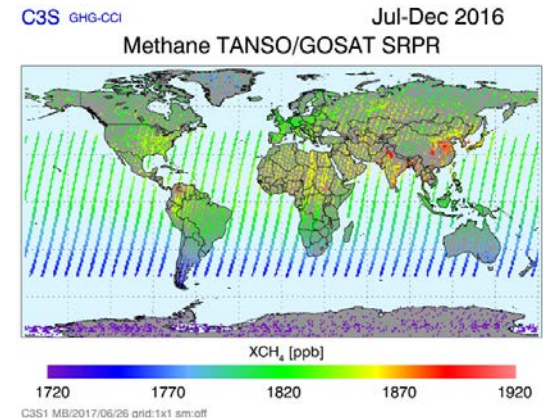 C3S GHG-CCI Jul-Dec 2016
Methane TANSO/GOSAT SRPR
XCH₄ [ppb]
1720 1770 1820 1870 1920
C3S1 MB/2017/06/26 grid:1x1 sm:off